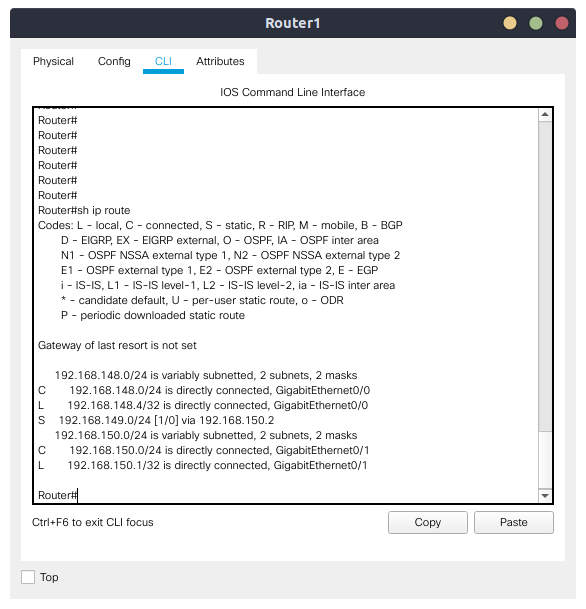 Router1
Physical Config CLI Attributes
IOS Command Line Interface
Router#
Router#
Router#
Router#
Router#
Router#
Router#sh ip route
Codes: L - local, C - connected, S - static, R - RIP, M - mobile, B - BGP
D - EIGRP, EX - EIGRP external, O - OSPF, IA - OSPF inter area
N1 - OSPF NSSA external type 1, N2 - OSPF NSSA external type 2
E1 - OSPF external type 1, E2 - OSPF external type 2, E - EGP
i - IS-IS, L1 - IS-IS level-1, L2 - IS-IS level-2, ia - IS-IS inter area
* - candidate default, U - per-user static route, o - ODR
P - periodic downloaded static route
Gateway of last resort is not set
192.168.148.0/24 is variably subnetted, 2 subnets, 2 masks
C 192.168.148.0/24 is directly connected, GigabitEthernet0/0
L 192.168.148.4/32 is directly connected, GigabitEthernet0/0
S 192.168.149.0/24 [1/0] via 192.168.150.2
192.168.150.0/24 is variably subnetted, 2 subnets, 2 masks
C 192.168.150.0/24 is directly connected, GigabitEthernet0/1
L 192.168.150.1/32 is directly connected, GigabitEthernet0/1
Router#
Ctrl+F6 to exit CLI focus Copy Paste
Top